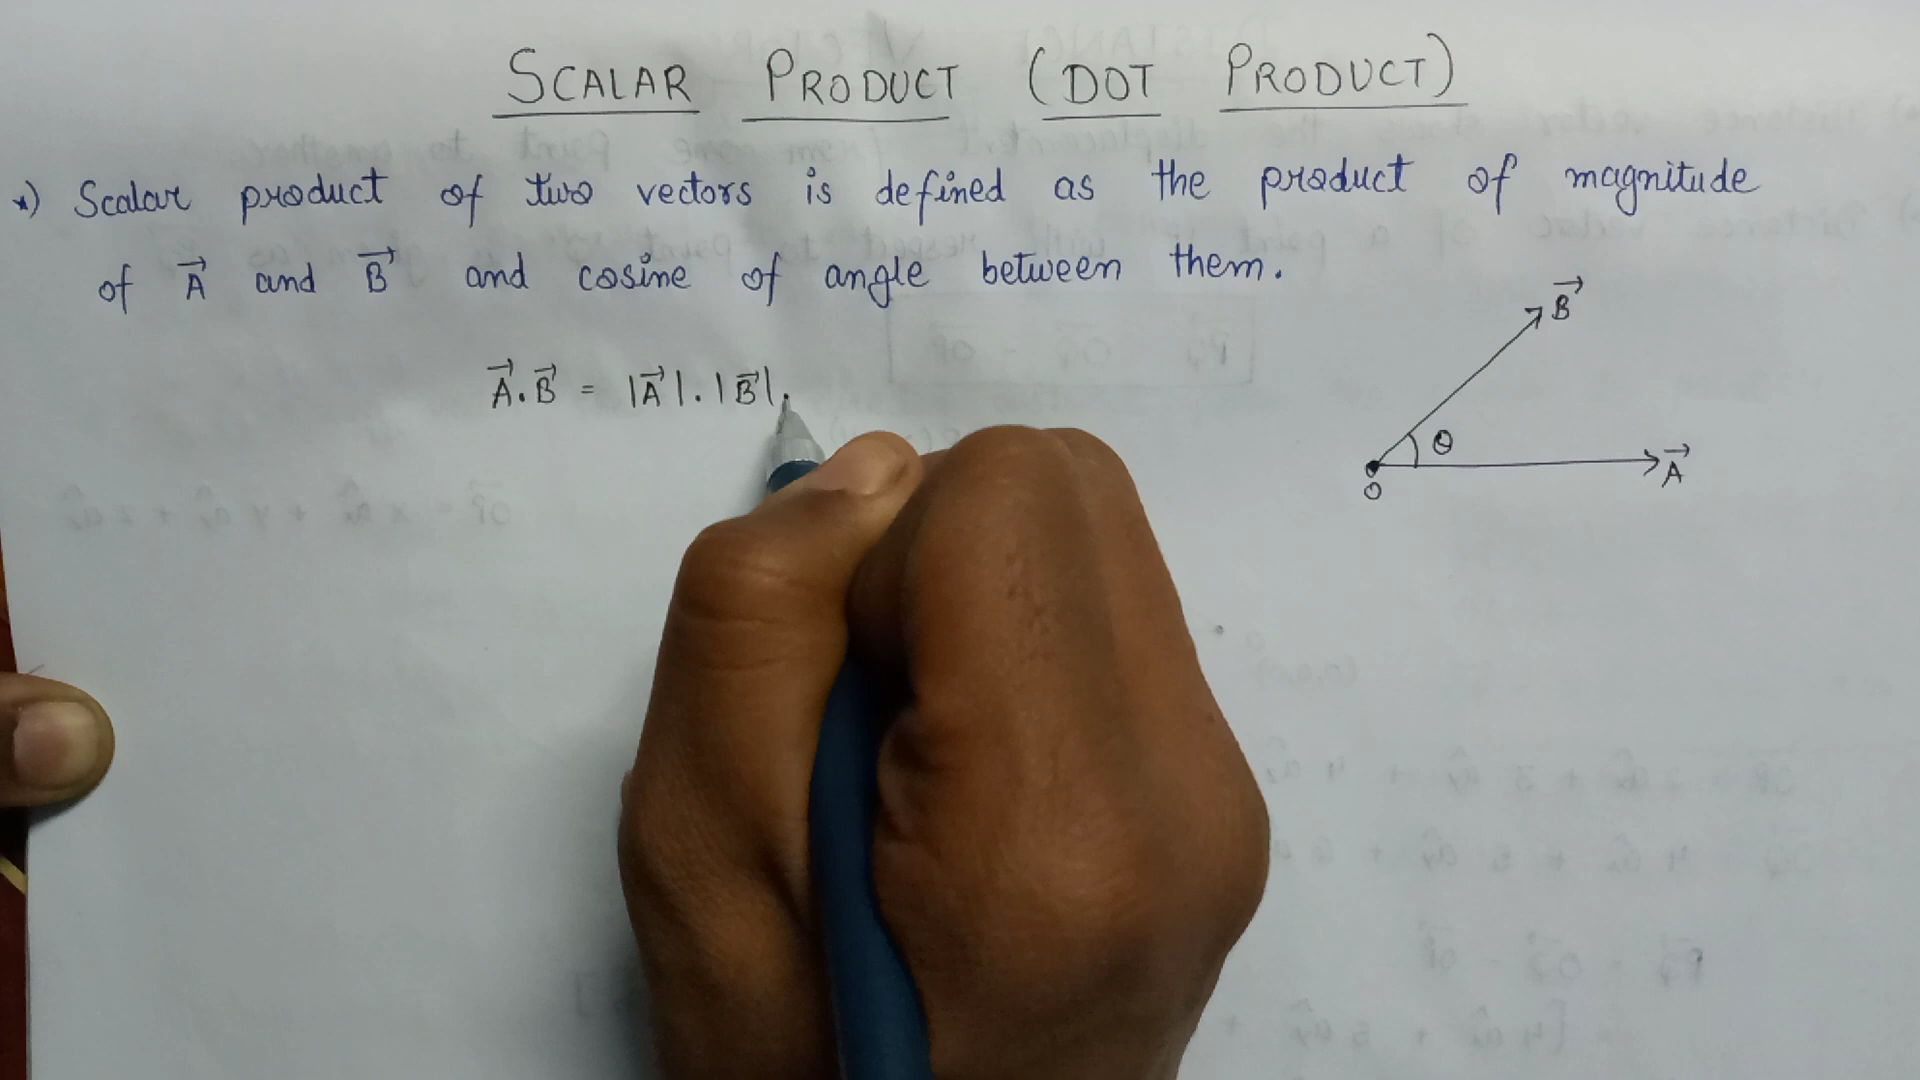 SCALAR PRODUCT (DOT PRODUCT)
*) Scalar product of two vectors is defined as the product of magnitude
of A⃗ and B⃗ and cosine of angle between them.
A⃗.B⃗ = |A⃗|.|B⃗|.
B⃗
θ
A⃗
O